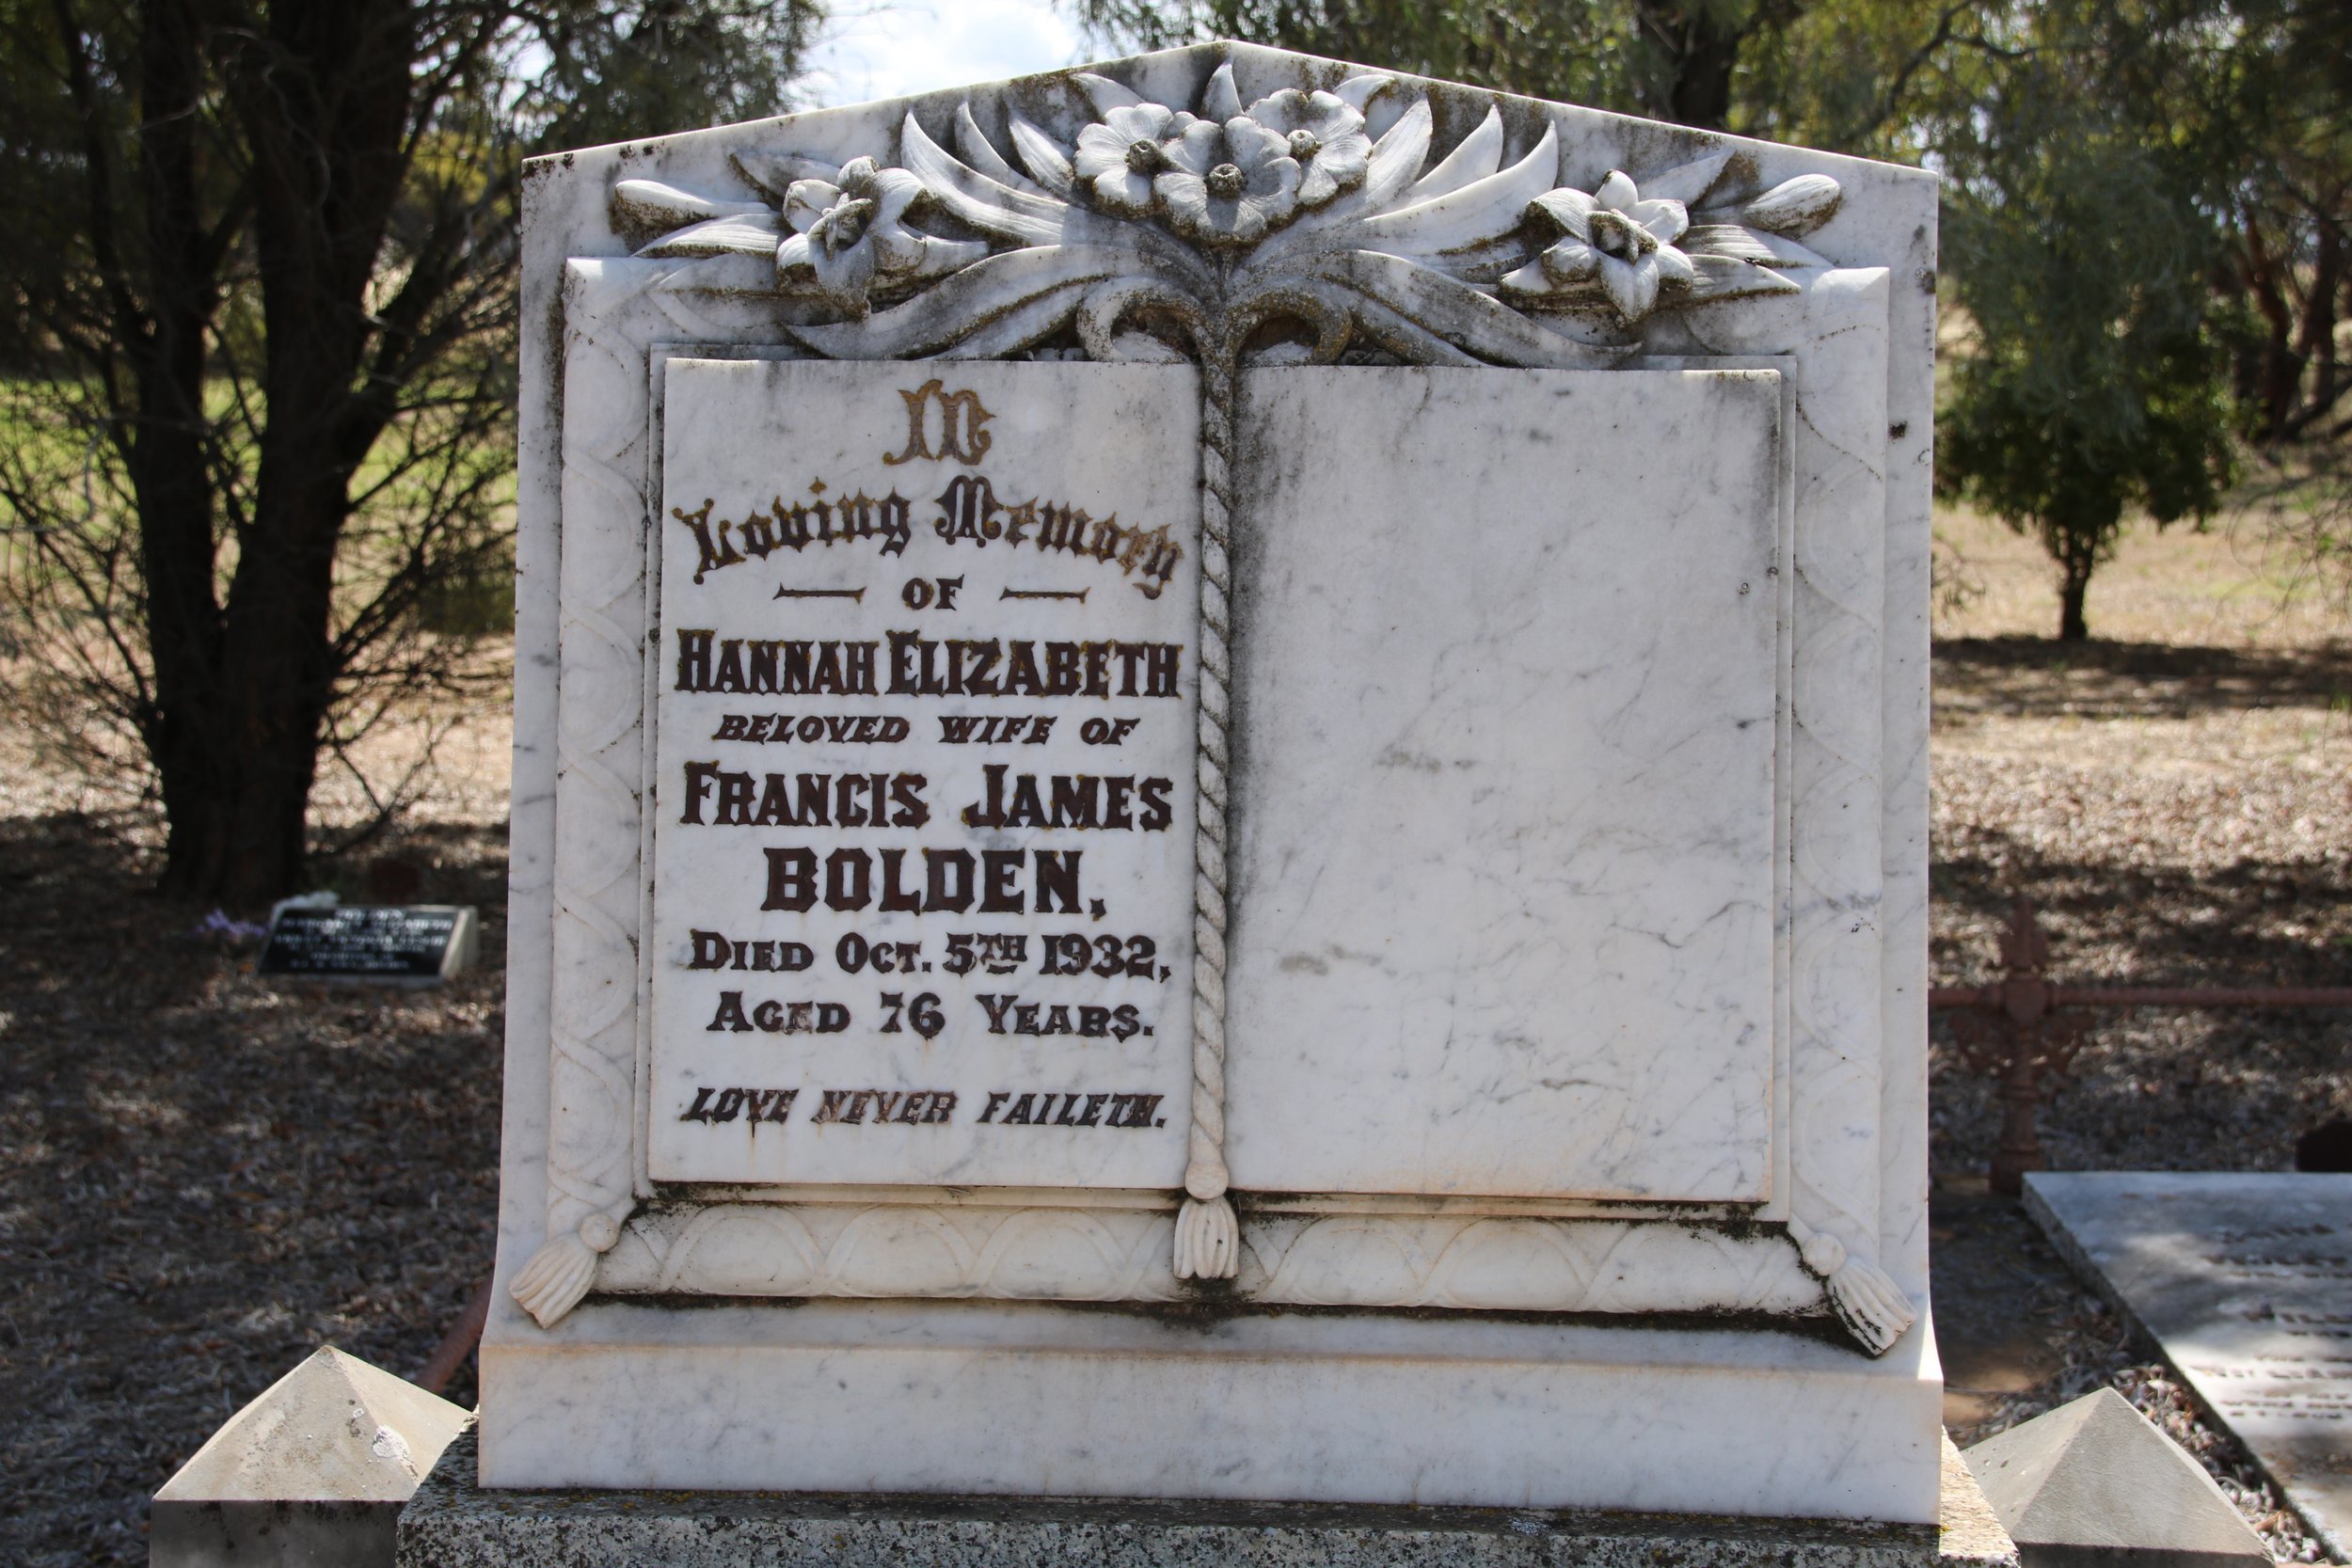 In
Loving Memory
OF
HANNAH ELIZABETH
BELOVED WIFE OF
FRANCIS JAMES
BOLDEN.
DIED OCT. 5TH 1932,
AGED 76 YEARS.
LOVE NEVER FAILETH.